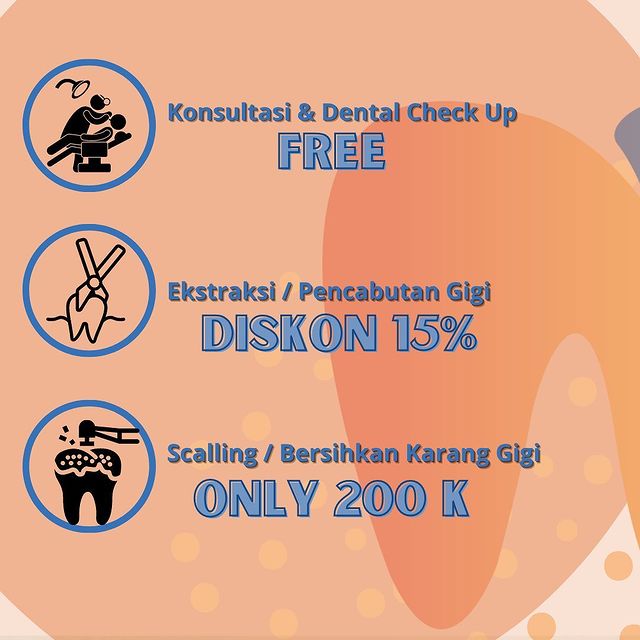 Konsultasi & Dental Check Up
FREE
Ekstraksi / Pencabutan Gigi
DISKON 15%
Scalling / Bersihkan Karang Gigi
ONLY 200 K